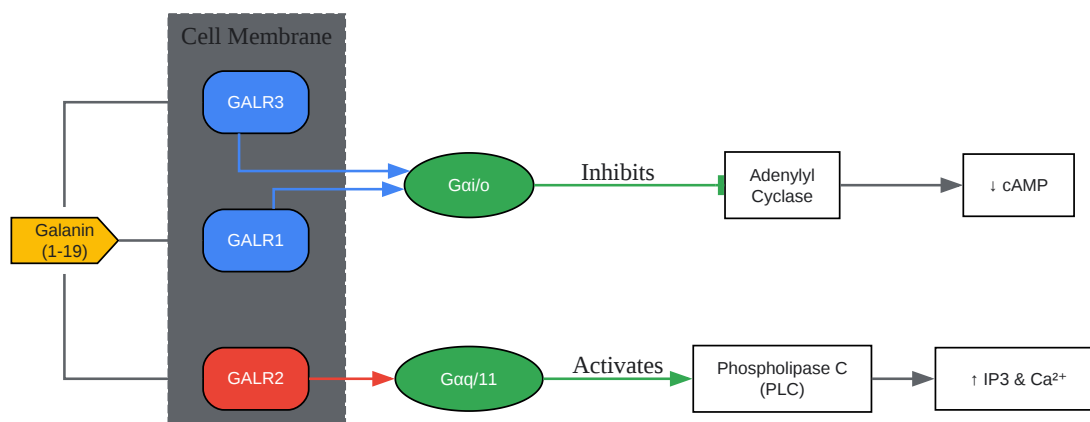 Cell Membrane
GALR3
Gαi/o
Inhibits
Adenylyl
Cyclase
↓ cAMP
Galanin
(1-19)
GALR1
GALR2
Gαq/11
Activates
Phospholipase C
(PLC)
↑ IP3 & Ca²⁺